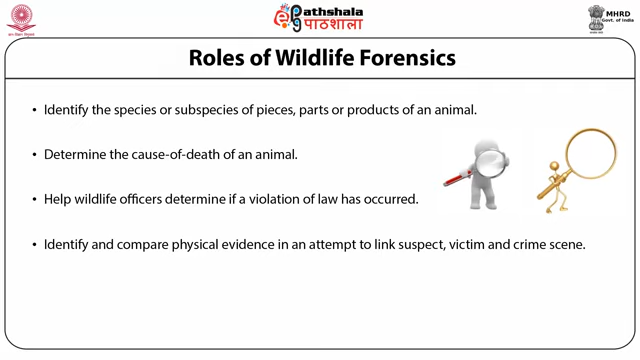 ePathshala
पाठशाला
MHRD
Govt. of India
Roles of Wildlife Forensics
• Identify the species or subspecies of pieces, parts or products of an animal.
• Determine the cause-of-death of an animal.
• Help wildlife officers determine if a violation of law has occurred.
• Identify and compare physical evidence in an attempt to link suspect, victim and crime scene.